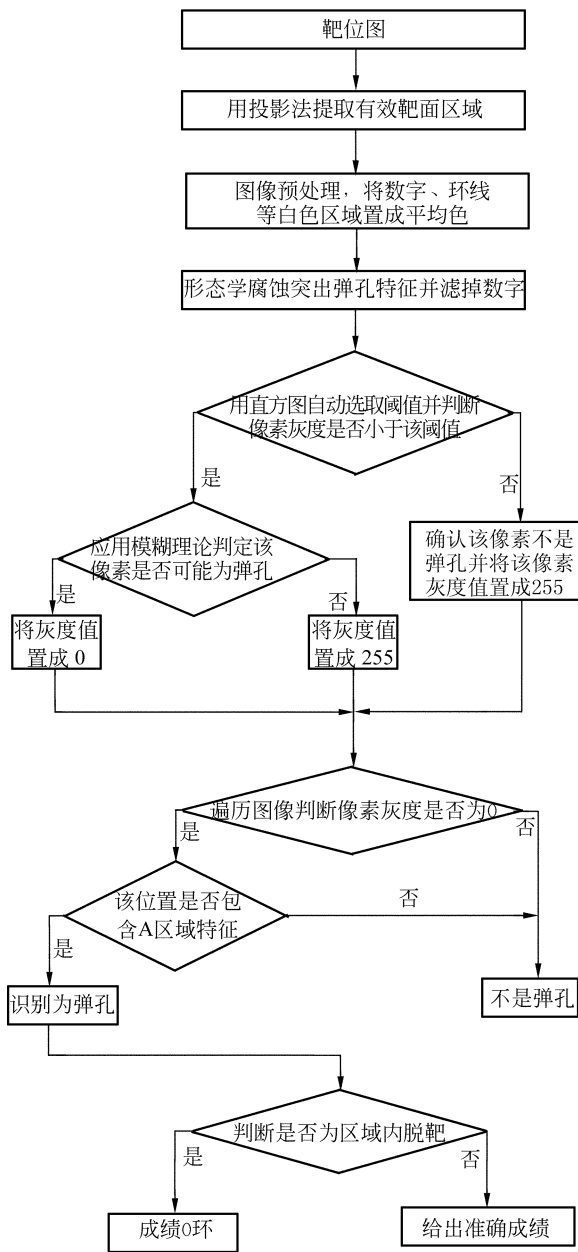 靶位图
用投影法提取有效靶面区域
图像预处理，将数字、环线
等白色区域置成平均色
形态学腐蚀突出弹孔特征并滤掉数字
用直方图自动选取阈值并判断
像素灰度是否小于该阈值
是
否
应用模糊理论判定该
像素是否可能为弹孔
确认该像素不是
弹孔并将该像素
灰度值置成255
是
否
将灰度值
置成 0
将灰度值
置成 255
遍历图像判断像素灰度是否为0
是
否
该位置是否包
含A区域特征
否
是
识别为弹孔
不是弹孔
判断是否为区域内脱靶
是
否
成绩0环
给出准确成绩